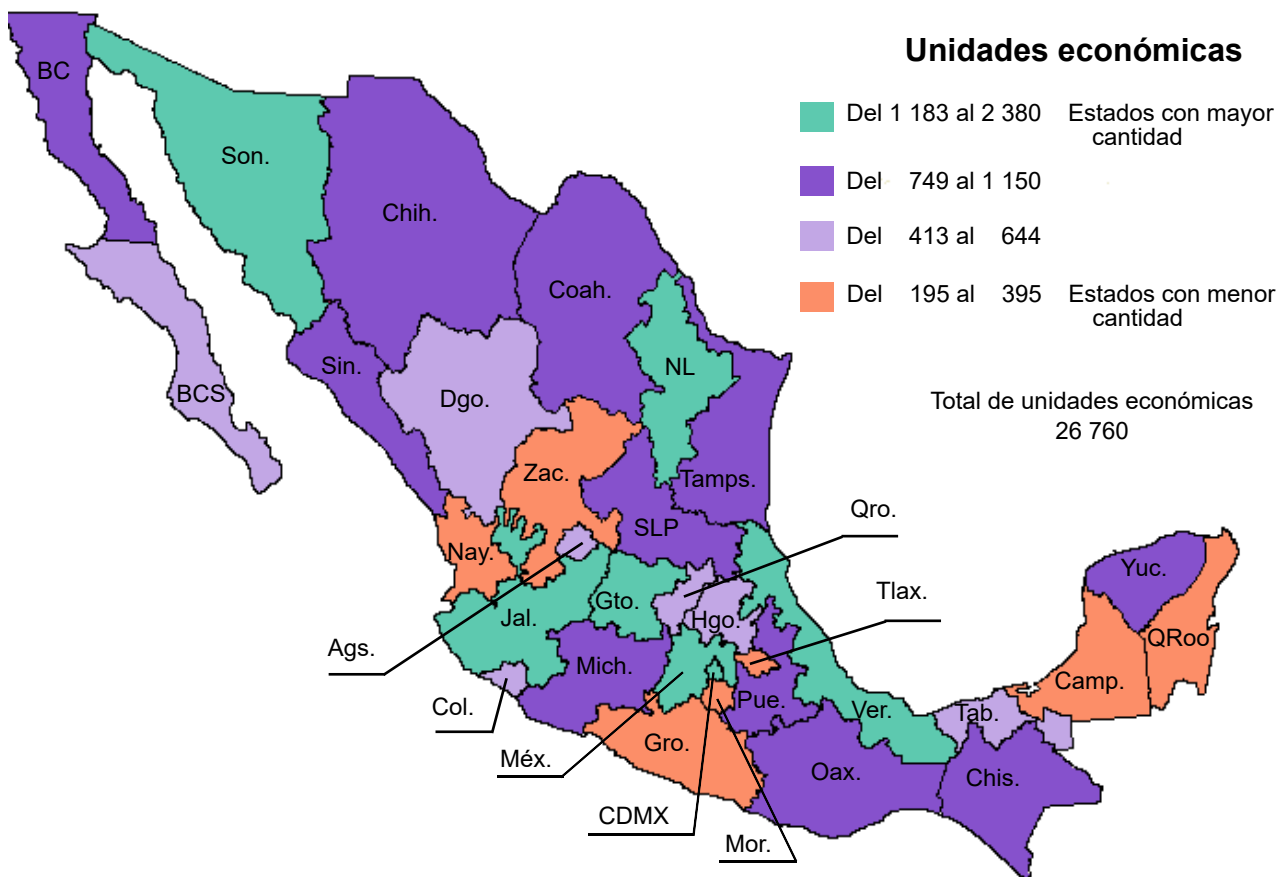 Unidades económicas
Del 1 183 al 2 380 Estados con mayor
cantidad
Del 749 al 1 150
Del 413 al 644
Del 195 al 395 Estados con menor
cantidad
Total de unidades económicas
26 760
BC
Son.
Chih.
Coah.
Sin.
BCS
Dgo.
NL
Zac.
Tamps.
Qro.
SLP
Nay.
Yuc.
Tlax.
Gto.
Jal.
Hgo.
QRoo
Ags.
Mich.
Camp.
Col.
Pue.
Ver.
Tab.
Gro.
Méx.
Oax.
Chis.
CDMX
Mor.